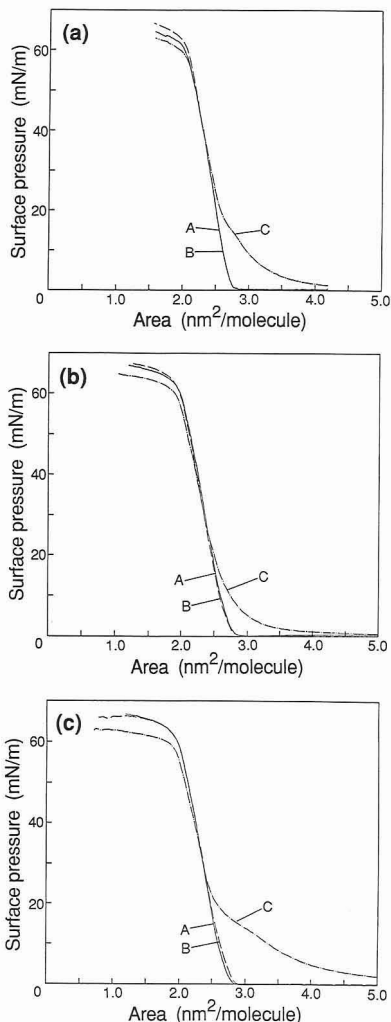 (a)
Surface pressure (mN/m)
60
40
20
0
A
B
C
1.0 2.0 3.0 4.0 5.0
Area (nm²/molecule)
(b)
Surface pressure (mN/m)
60
40
20
0
A
B
C
1.0 2.0 3.0 4.0 5.0
Area (nm²/molecule)
(c)
Surface pressure (mN/m)
60
40
20
0
A
B
C
1.0 2.0 3.0 4.0 5.0
Area (nm²/molecule)